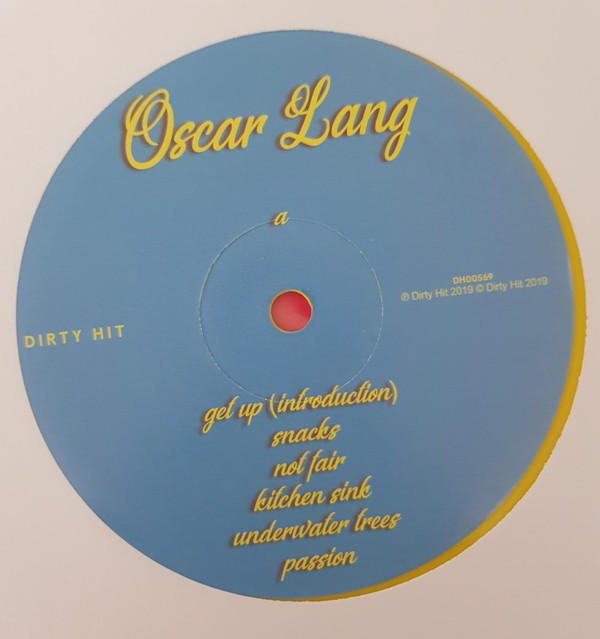 Oscar Lang
a
DH00569
℗ Dirty Hit 2019 © Dirty Hit 2019
DIRTY HIT
get up (introduction)
snacks
not fair
kitchen sink
underwater trees
passion